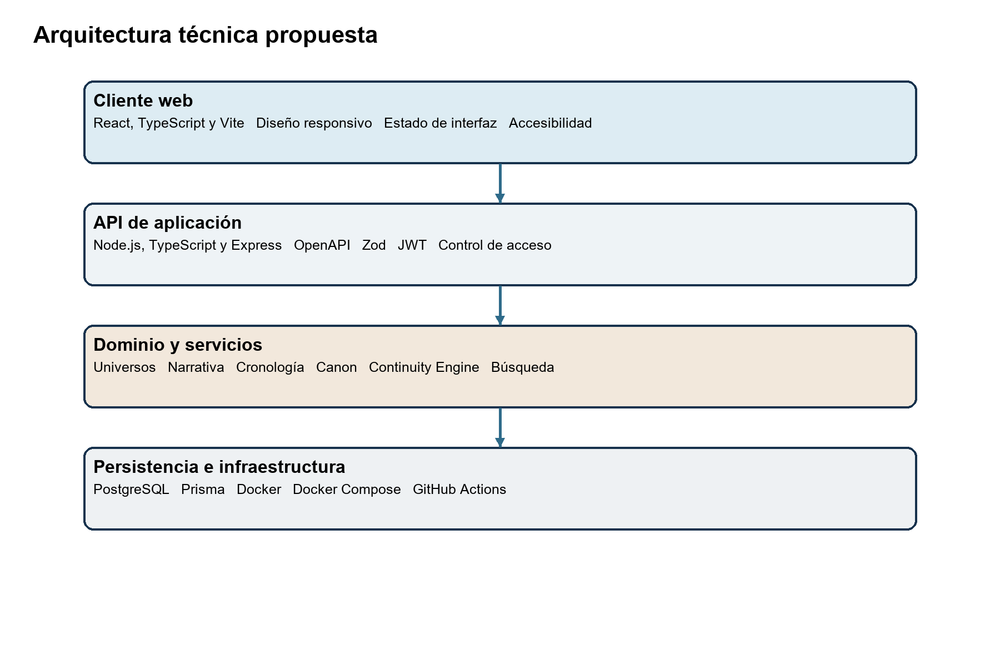 Arquitectura técnica propuesta
Cliente web
React, TypeScript y Vite   Diseño responsivo   Estado de interfaz   Accesibilidad
API de aplicación
Node.js, TypeScript y Express   OpenAPI   Zod   JWT   Control de acceso
Dominio y servicios
Universos   Narrativa   Cronología   Canon   Continuity Engine   Búsqueda
Persistencia e infraestructura
PostgreSQL   Prisma   Docker   Docker Compose   GitHub Actions